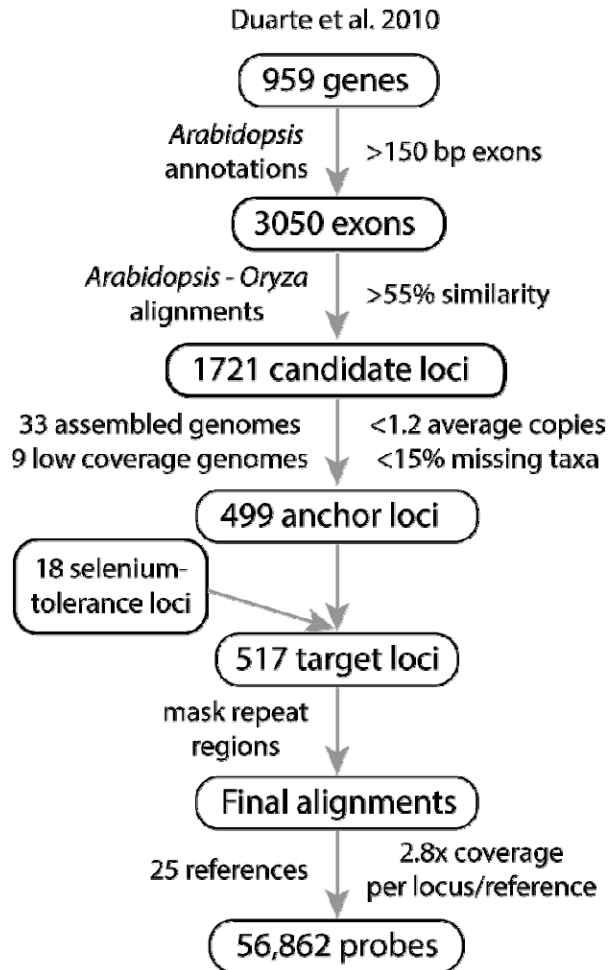 Duarte et al. 2010
959 genes
Arabidopsis
annotations
>150 bp exons
3050 exons
Arabidopsis - Oryza
alignments
>55% similarity
1721 candidate loci
33 assembled genomes
9 low coverage genomes
<1.2 average copies
<15% missing taxa
499 anchor loci
18 selenium-
tolerance loci
517 target loci
mask repeat
regions
Final alignments
25 references
2.8x coverage
per locus/reference
56,862 probes